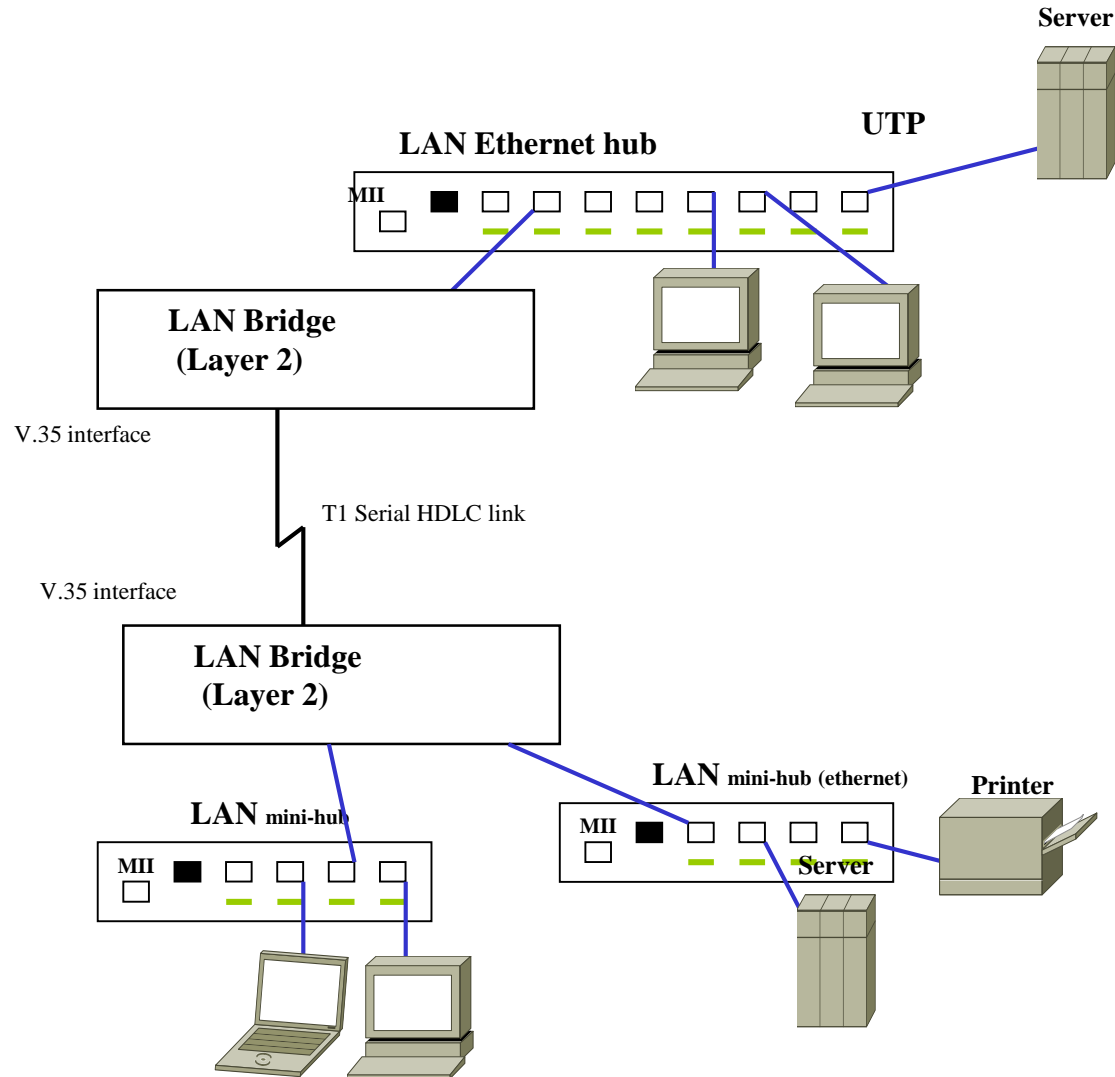 Server
UTP
LAN Ethernet hub
MII
LAN Bridge
(Layer 2)
V.35 interface
T1 Serial HDLC link
V.35 interface
LAN Bridge
(Layer 2)
LAN mini-hub (ethernet)
Printer
LAN mini-hub
MII
Server
MII